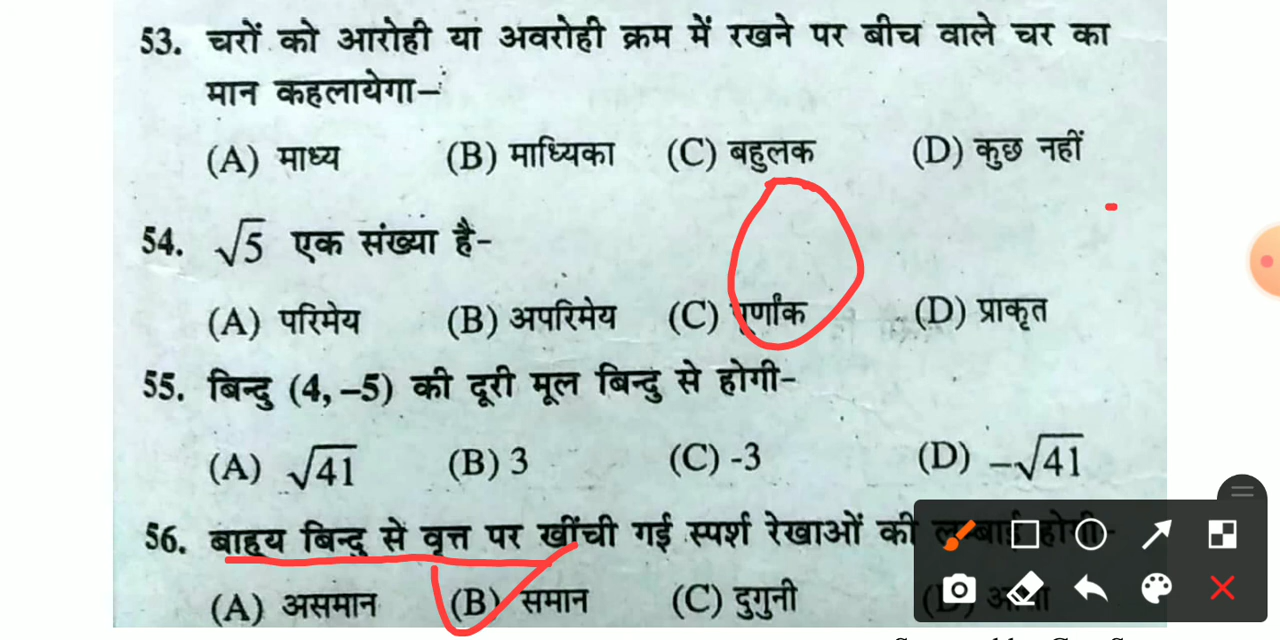 53. चरों को आरोही या अवरोही क्रम में रखने पर बीच वाले चर का
मान कहलायेगा–
(A) माध्य (B) माध्यिका (C) बहुलक (D) कुछ नहीं
54. √5 एक संख्या है–
(A) परिमेय (B) अपरिमेय (C) पूर्णांक (D) प्राकृत
55. बिन्दु (4, –5) की दूरी मूल बिन्दु से होगी–
(A) √41 (B) 3 (C) -3 (D) –√41
56. बाहय बिन्दु से वृत्त पर खींची गई स्पर्श रेखाओं की
(A) असमान (B) समान (C) दुगुनी